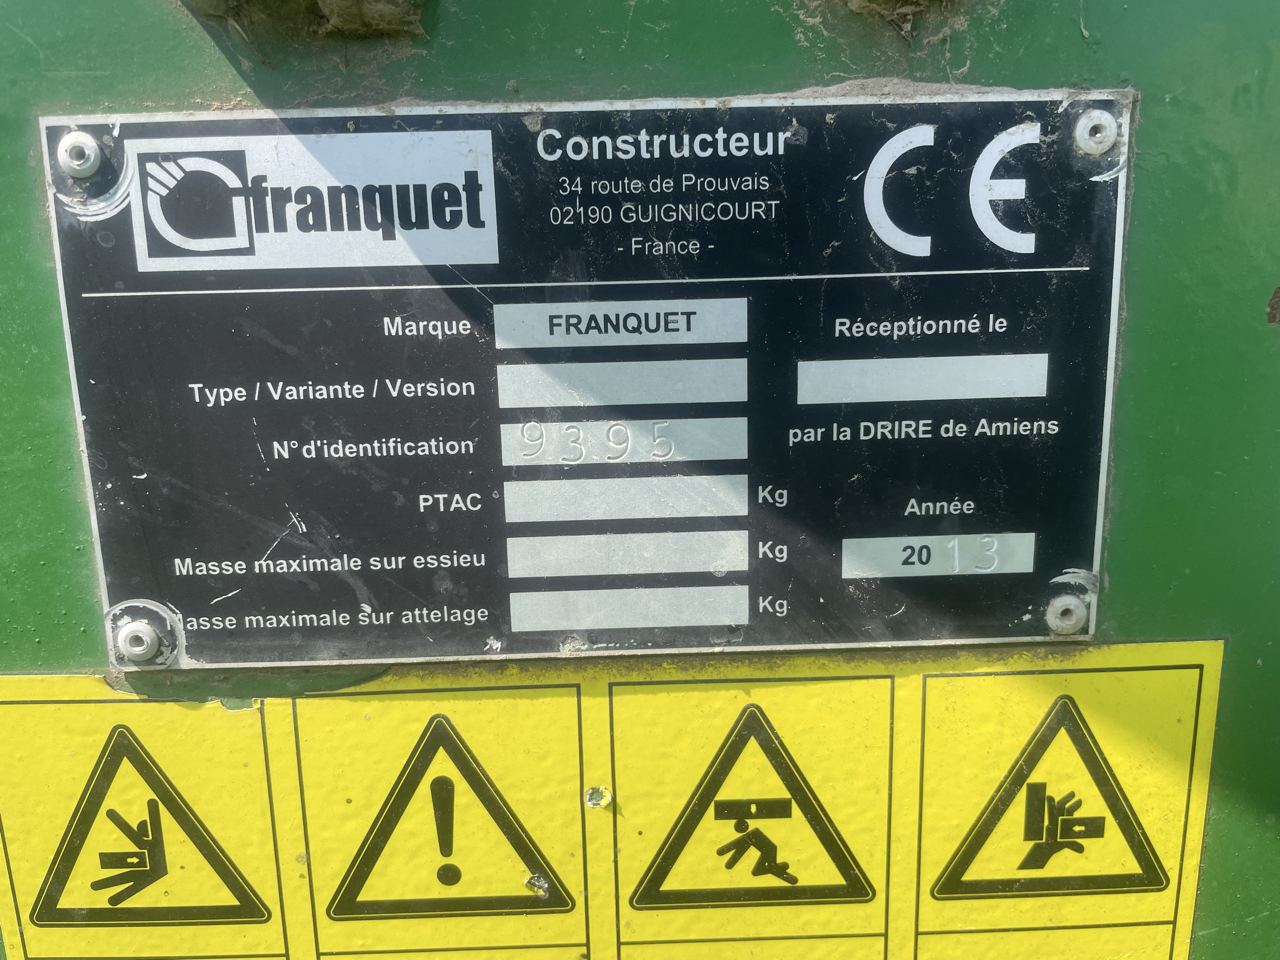 franquet
Constructeur
34 route de Prouvais
02190 GUIGNICOURT
- France -
CE
Marque FRANQUET
Réceptionné le
Type / Variante / Version
N° d'identification 9395
par la DRIRE de Amiens
PTAC Kg
Année
Masse maximale sur essieu Kg
2013
Masse maximale sur attelage Kg